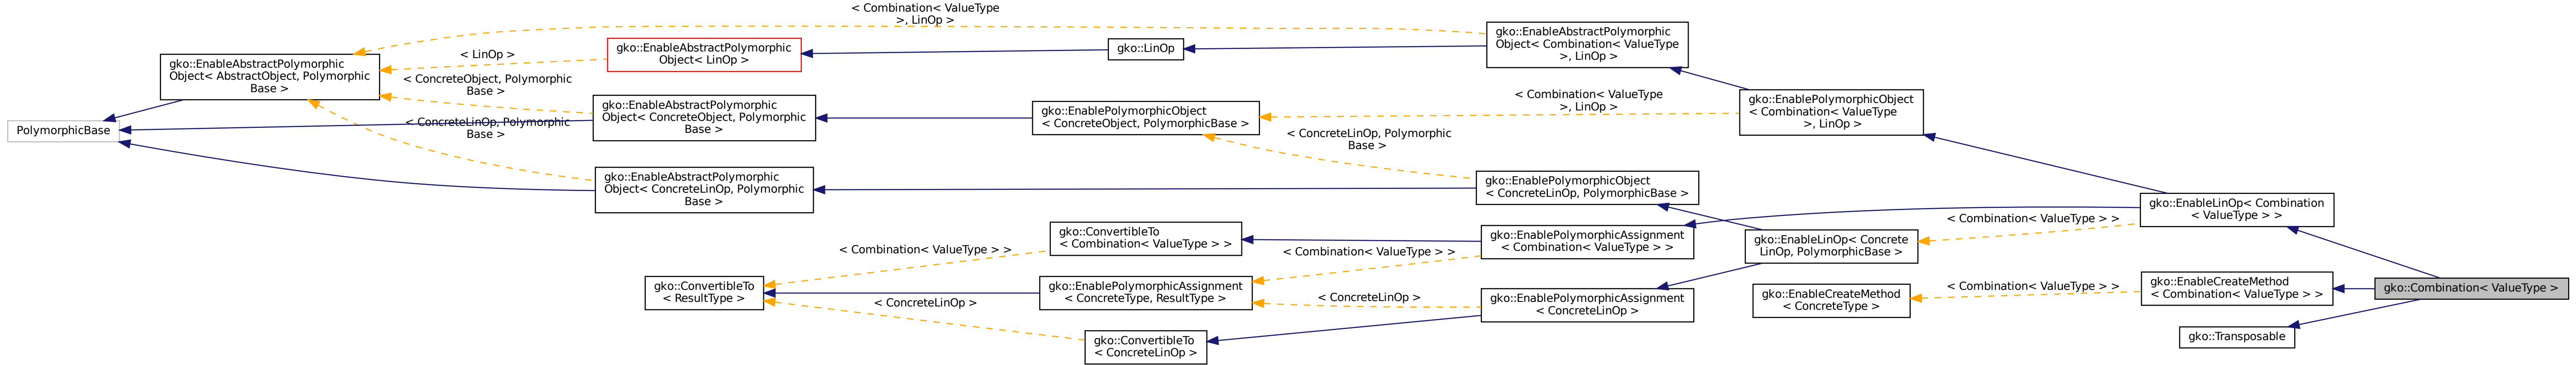 PolymorphicBase
gko::EnableAbstractPolymorphic
Object< AbstractObject, Polymorphic
Base >
< Combination< ValueType
>, LinOp >
< LinOp >
< ConcreteObject, Polymorphic
Base >
< ConcreteLinOp, Polymorphic
Base >
gko::EnableAbstractPolymorphic
Object< LinOp >
gko::EnableAbstractPolymorphic
Object< ConcreteObject, Polymorphic
Base >
gko::EnableAbstractPolymorphic
Object< ConcreteLinOp, Polymorphic
Base >
gko::ConvertibleTo
< ResultType >
< Combination< ValueType > >
< ConcreteLinOp >
gko::LinOp
gko::EnablePolymorphicObject
< ConcreteObject, PolymorphicBase >
gko::ConvertibleTo
< Combination< ValueType > >
gko::EnablePolymorphicAssignment
< ConcreteType, ResultType >
gko::ConvertibleTo
< ConcreteLinOp >
< ConcreteLinOp, Polymorphic
Base >
< Combination< ValueType > >
< ConcreteLinOp >
gko::EnableAbstractPolymorphic
Object< Combination< ValueType
>, LinOp >
< Combination< ValueType
>, LinOp >
gko::EnablePolymorphicObject
< ConcreteLinOp, PolymorphicBase >
gko::EnablePolymorphicAssignment
< Combination< ValueType > >
gko::EnablePolymorphicAssignment
< ConcreteLinOp >
gko::EnablePolymorphicObject
< Combination< ValueType
>, LinOp >
gko::EnableLinOp< Concrete
LinOp, PolymorphicBase >
gko::EnableCreateMethod
< ConcreteType >
< Combination< ValueType > >
< Combination< ValueType > >
gko::EnableLinOp< Combination
< ValueType > >
gko::EnableCreateMethod
< Combination< ValueType > >
gko::Transposable
gko::Combination< ValueType >